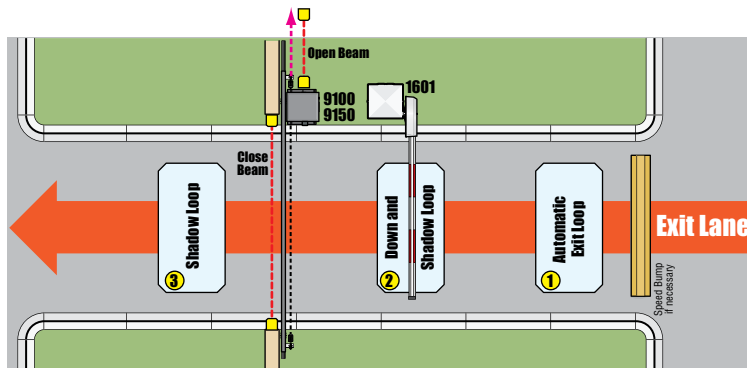 Open Beam
9100
9150
1601
Close
Beam
Shadow Loop
3
Down and
Shadow Loop
2
Automatic
Exit Loop
1
Exit Lane
Speed Bump
if necessary